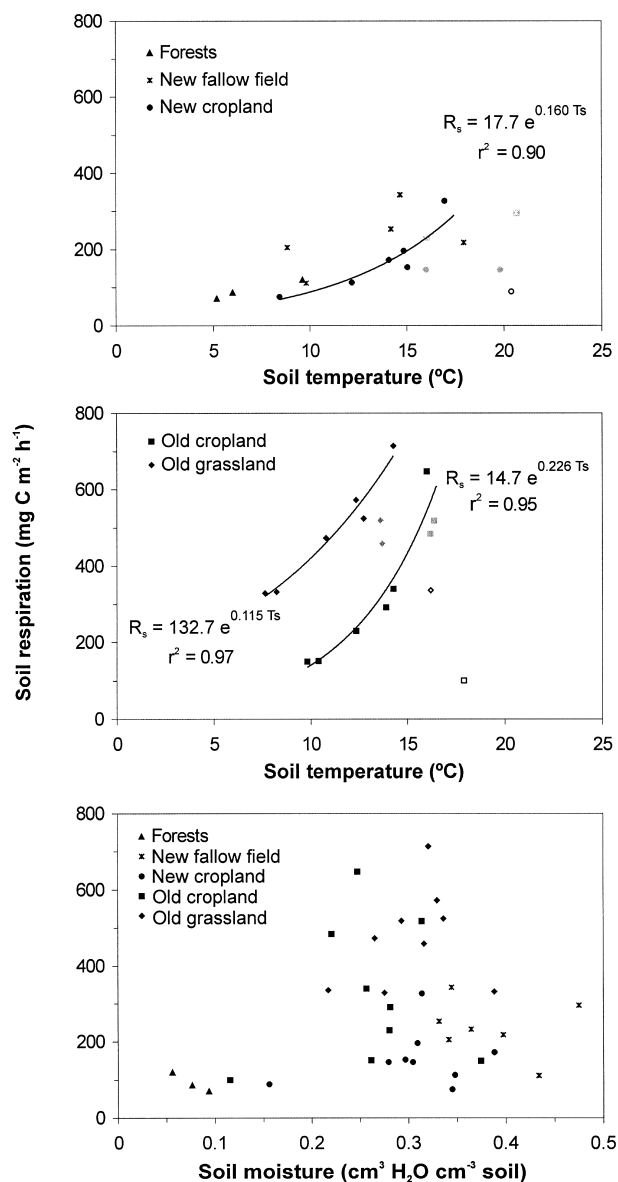 800
600
400
200
0
Forests
New fallow field
New cropland
Rs = 17.7 e^0.160 Ts
r² = 0.90
0 5 10 15 20 25
Soil temperature (ºC)
Soil respiration (mg C m⁻² h⁻¹)
800
600
400
200
0
Old cropland
Old grassland
Rs = 14.7 e^0.226 Ts
r² = 0.95
Rs = 132.7 e^0.115 Ts
r² = 0.97
0 5 10 15 20 25
Soil temperature (ºC)
800
600
400
200
0
Forests
New fallow field
New cropland
Old cropland
Old grassland
0 0.1 0.2 0.3 0.4 0.5
Soil moisture (cm³ H₂O cm⁻³ soil)